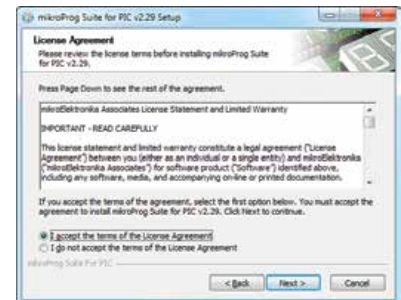 mikroProg Suite for PIC v2.29 Setup
License Agreement
Please review the license terms before installing mikroProg Suite
for PIC v2.29.
Press Page Down to see the rest of the agreement.
mikroElektronika Associates License Statement and Limited Warranty
IMPORTANT - READ CAREFULLY
This license statement and limited warranty constitute a legal agreement ("License
Agreement") between you (either as an individual or a single entity) and mikroElektronika
("mikroElektronika Associates") for software product ("Software") identified above,
including any software, media, and accompanying on-line or printed documentation.
If you accept the terms of the agreement, select the first option below. You must accept the
agreement to install mikroProg Suite for PIC v2.29. Click Next to continue.
I accept the terms of the License Agreement
I do not accept the terms of the License Agreement
mikroProg Suite For PIC
< Back Next > Cancel